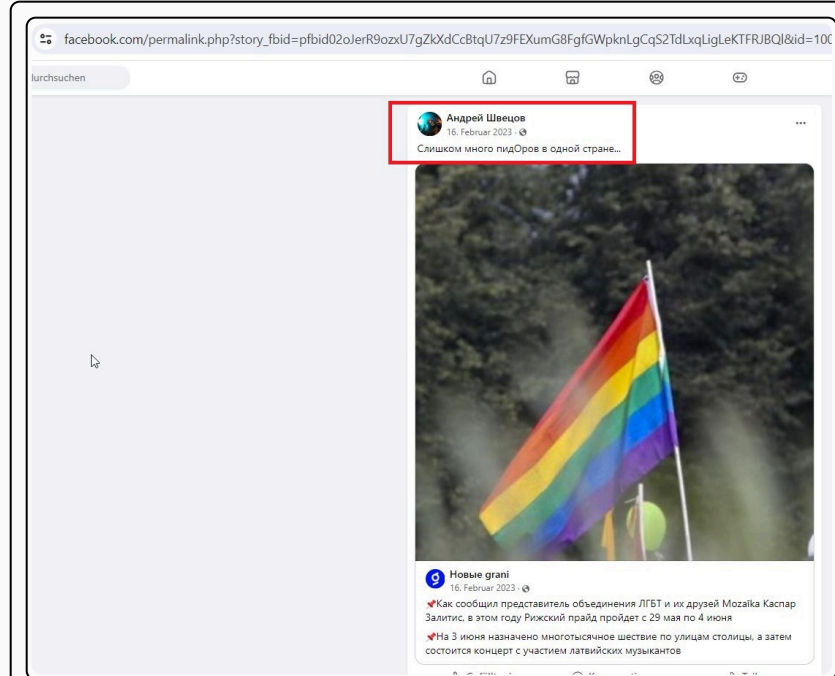 facebook.com/permalink.php?story_fbid=pfbid02oJerR9ozxU7gZkXdCcBtqU7z9FEXumG8FgfGWpknLgCqS2TdLxqLigLeKTFRJBQl&id=100
durchsuchen
Андрей Швецов
16. Februar 2023 ·
Слишком много пидОров в одной стране...
Новые grani
16. Februar 2023 ·
📌Как сообщил представитель объединения ЛГБТ и их друзей Mozaīka Каспар
Залитис, в этом году Рижский прайд пройдет с 29 мая по 4 июня
📌На 3 июня назначено многотысячное шествие по улицам столицы, а затем
состоится концерт с участием латвийских музыкантов